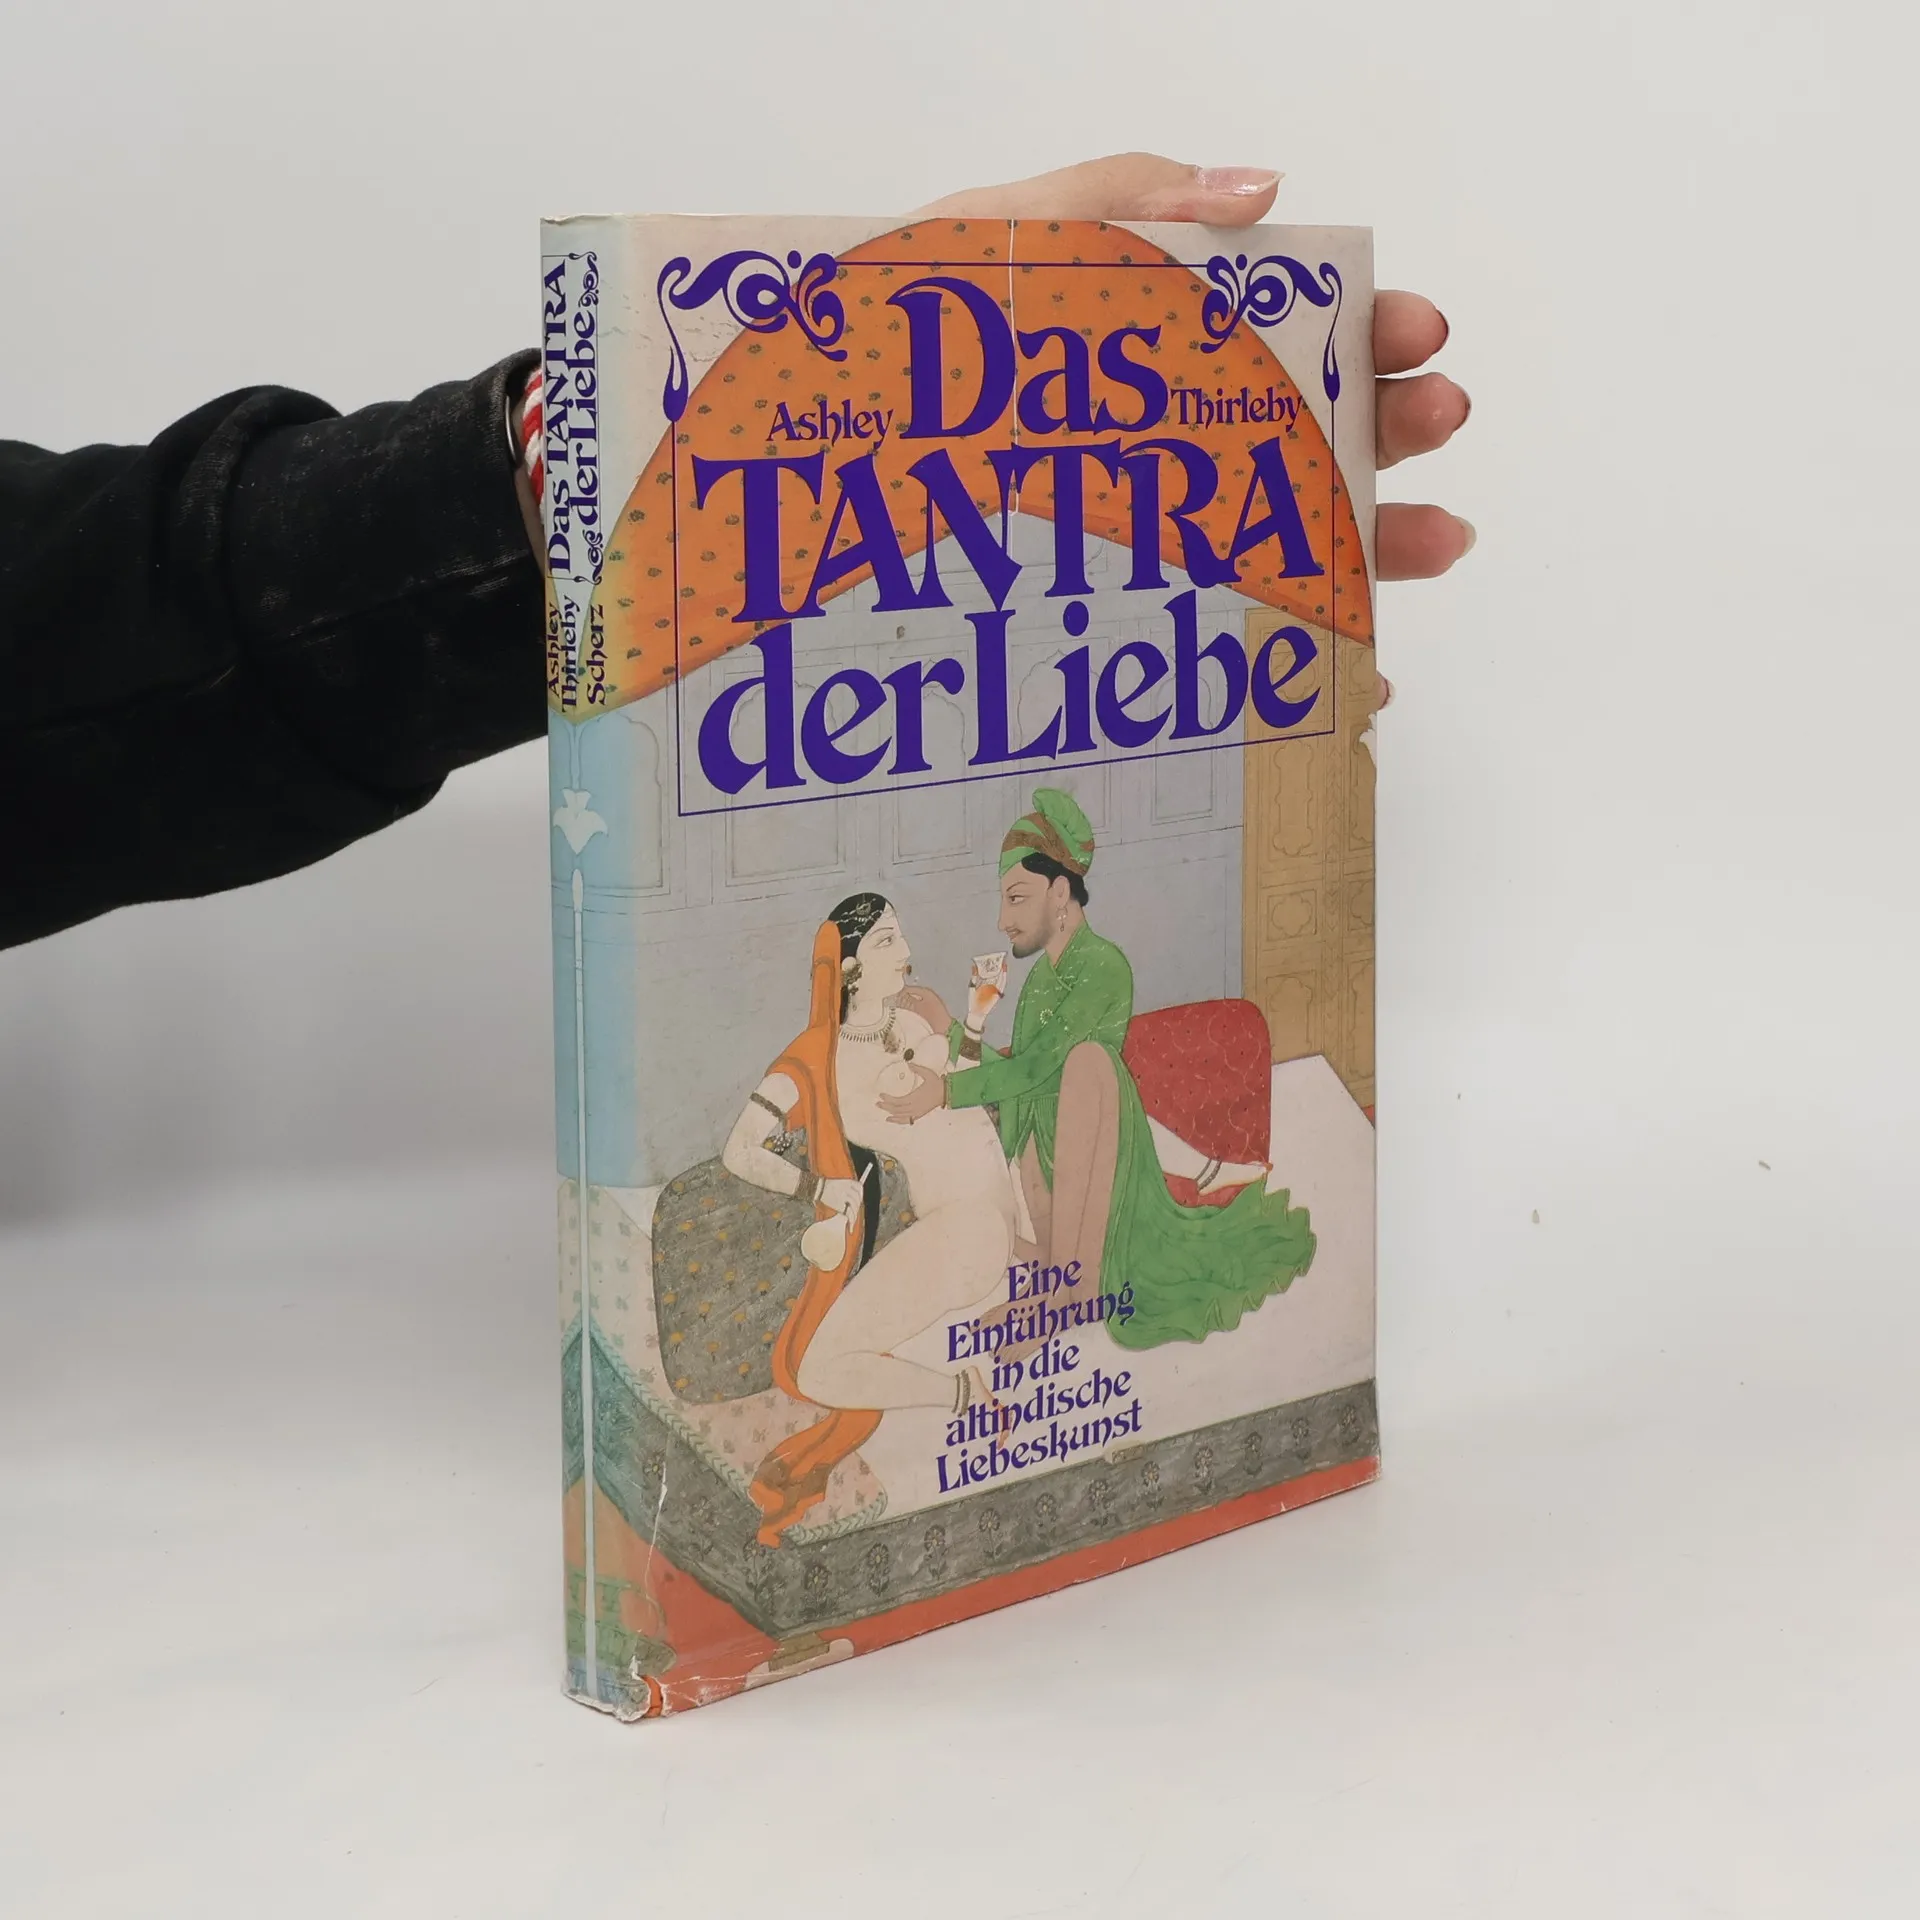 Das
Ashley Thirleby
TANTRA
der Liebe
Eine
Einführung
in die
altindische
Liebeskunst
Das TANTRA
der Liebe
Ashley
Thirleby
Scherz